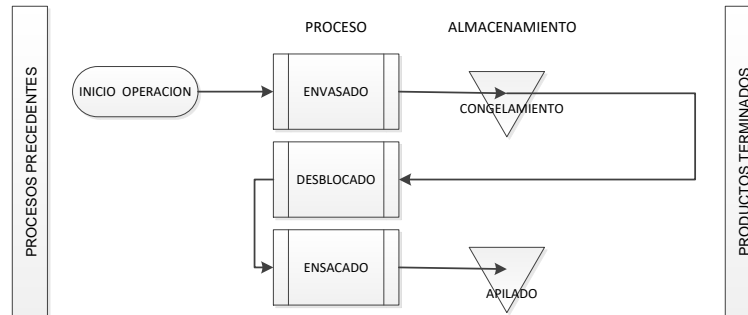 PROCESO
ALMACENAMIENTO
PROCESOS PRECEDENTES
INICIO OPERACION
ENVASADO
CONGELAMIENTO
DESBLOCADO
ENSACADO
APILADO
PRODUCTOS TERMINADOS